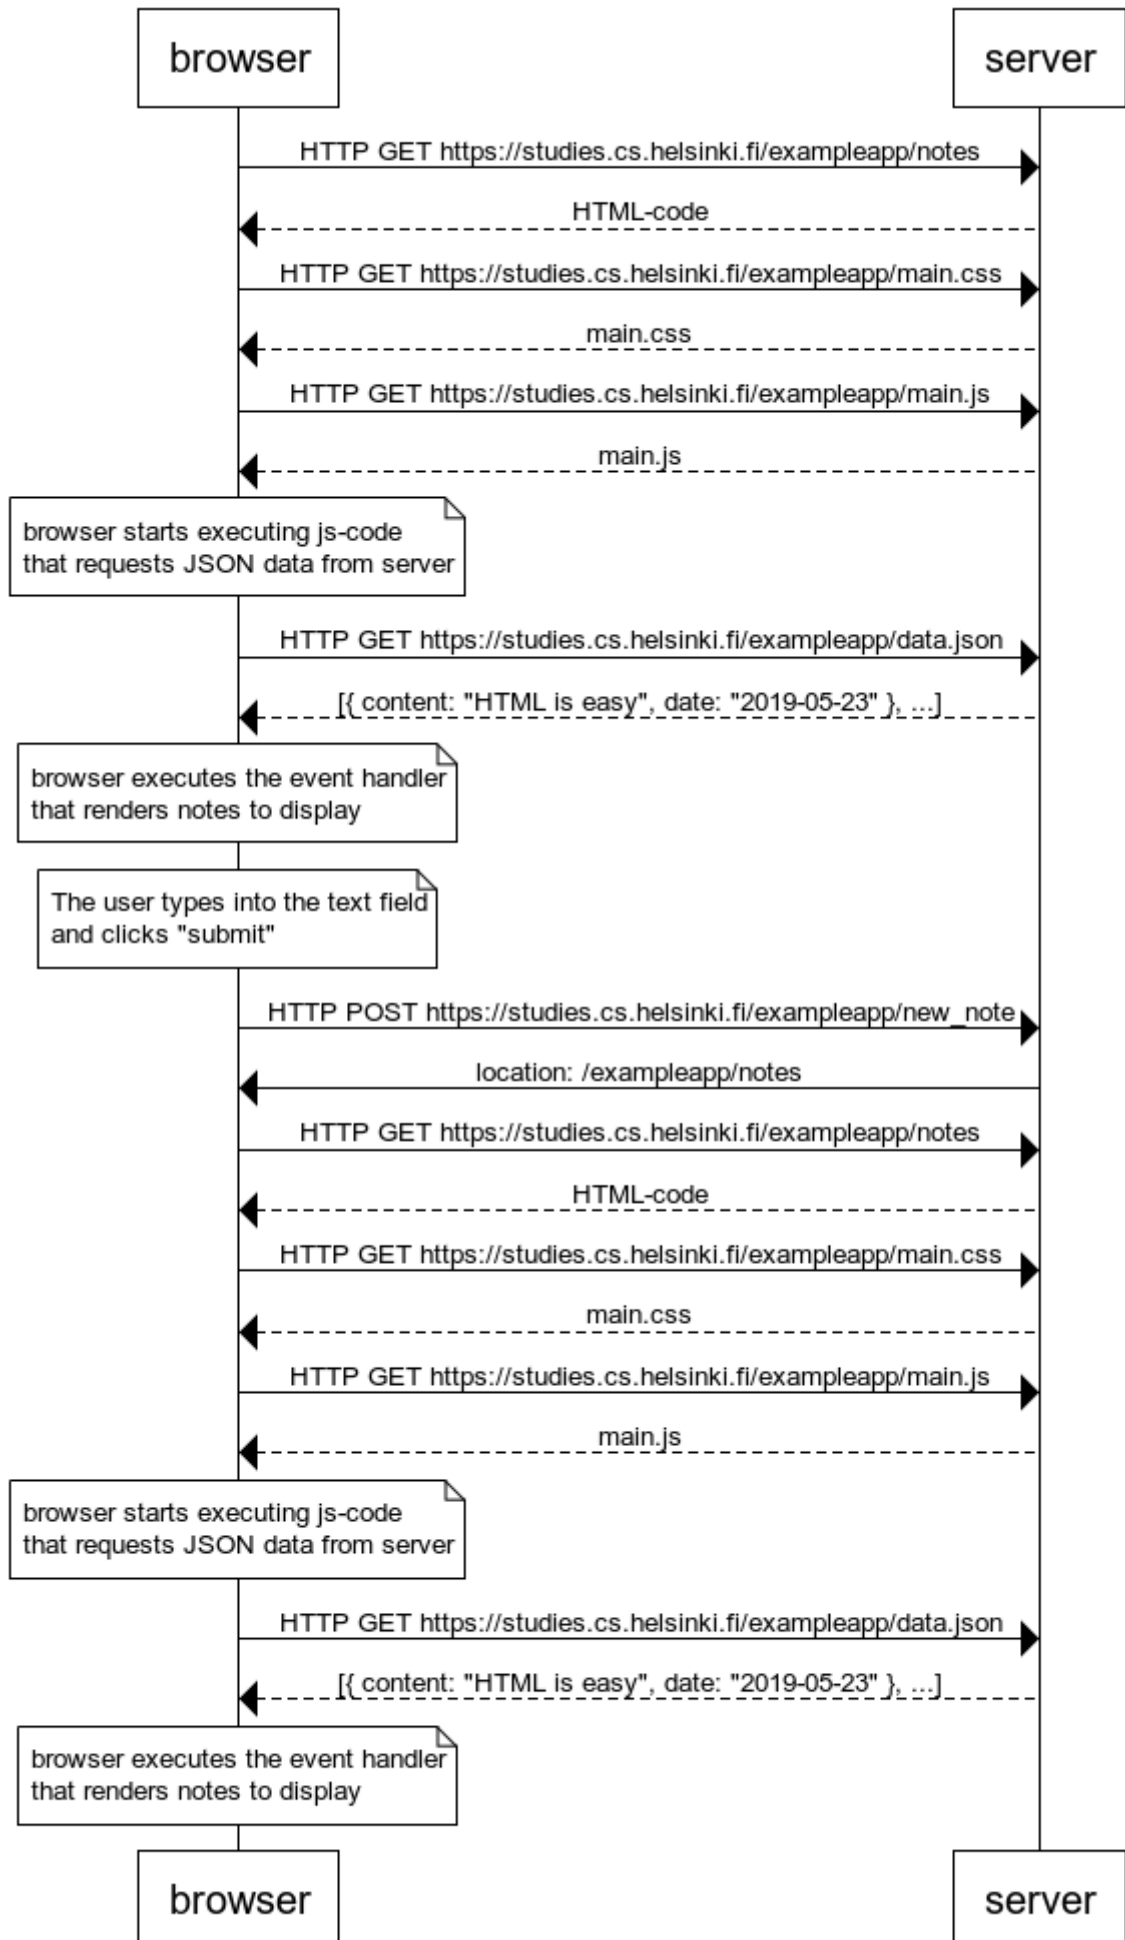 browser
server
HTTP GET https://studies.cs.helsinki.fi/exampleapp/notes
HTML-code
HTTP GET https://studies.cs.helsinki.fi/exampleapp/main.css
main.css
HTTP GET https://studies.cs.helsinki.fi/exampleapp/main.js
main.js
browser starts executing js-code
that requests JSON data from server
HTTP GET https://studies.cs.helsinki.fi/exampleapp/data.json
[{ content: "HTML is easy", date: "2019-05-23" }, ...]
browser executes the event handler
that renders notes to display
The user types into the text field
and clicks "submit"
HTTP POST https://studies.cs.helsinki.fi/exampleapp/new_note
location: /exampleapp/notes
HTTP GET https://studies.cs.helsinki.fi/exampleapp/notes
HTML-code
HTTP GET https://studies.cs.helsinki.fi/exampleapp/main.css
main.css
HTTP GET https://studies.cs.helsinki.fi/exampleapp/main.js
main.js
browser starts executing js-code
that requests JSON data from server
HTTP GET https://studies.cs.helsinki.fi/exampleapp/data.json
[{ content: "HTML is easy", date: "2019-05-23" }, ...]
browser executes the event handler
that renders notes to display
browser
server